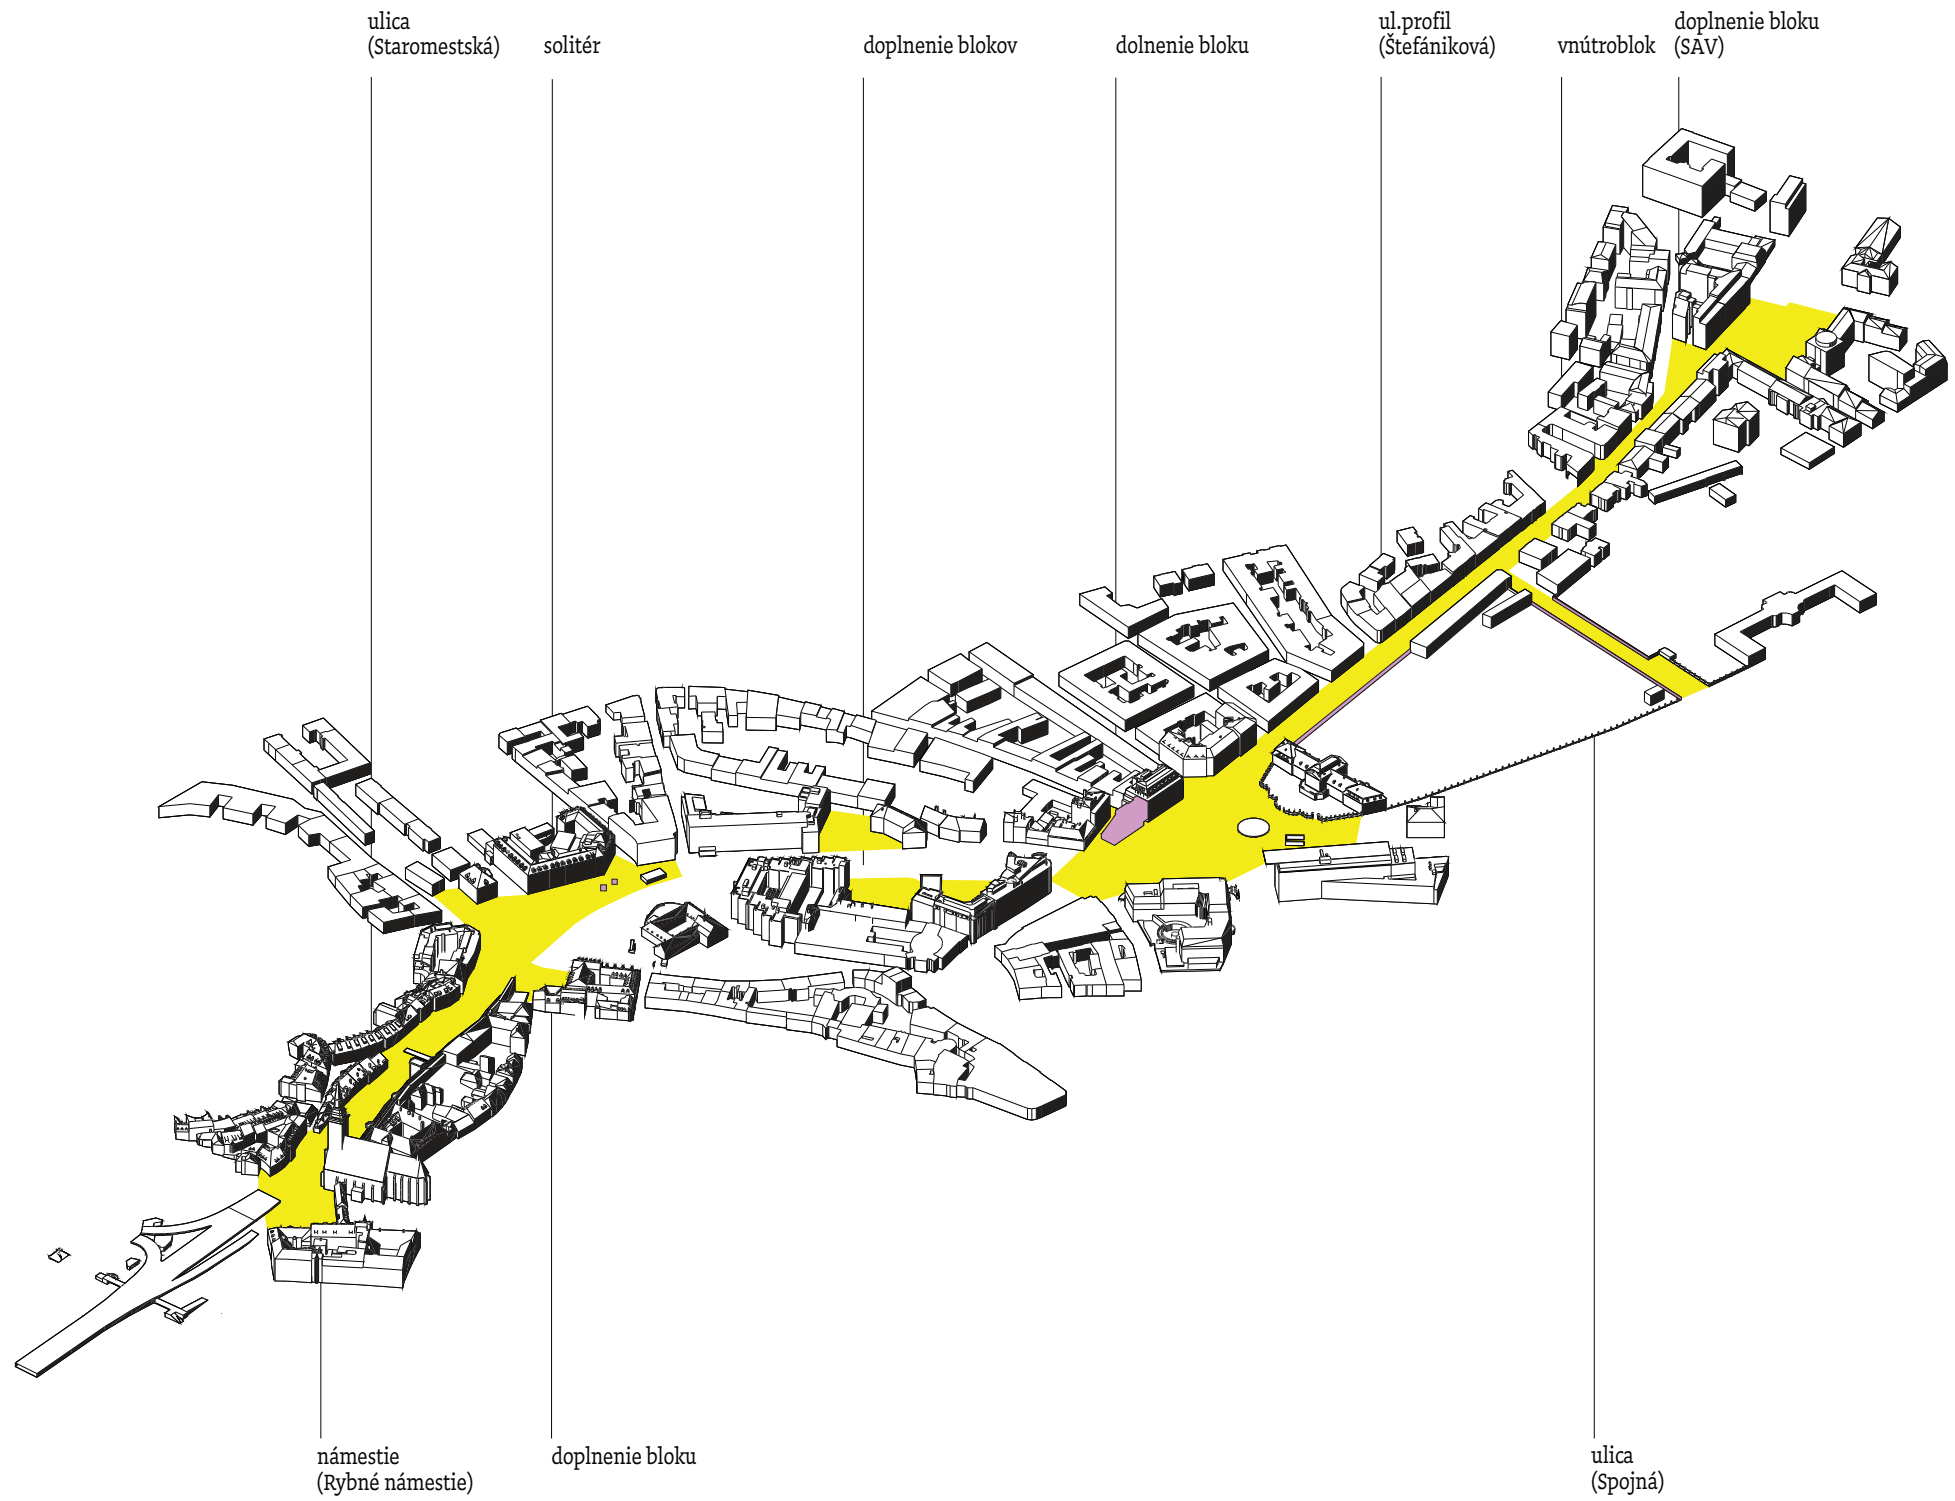 ulica
(Staromestská)
solitér
doplnenie blokov
dolnenie bloku
ul.profil
(Štefániková)
vnútroblok
doplnenie bloku
(SAV)
námestie
(Rybné námestie)
doplnenie bloku
ulica
(Spojná)